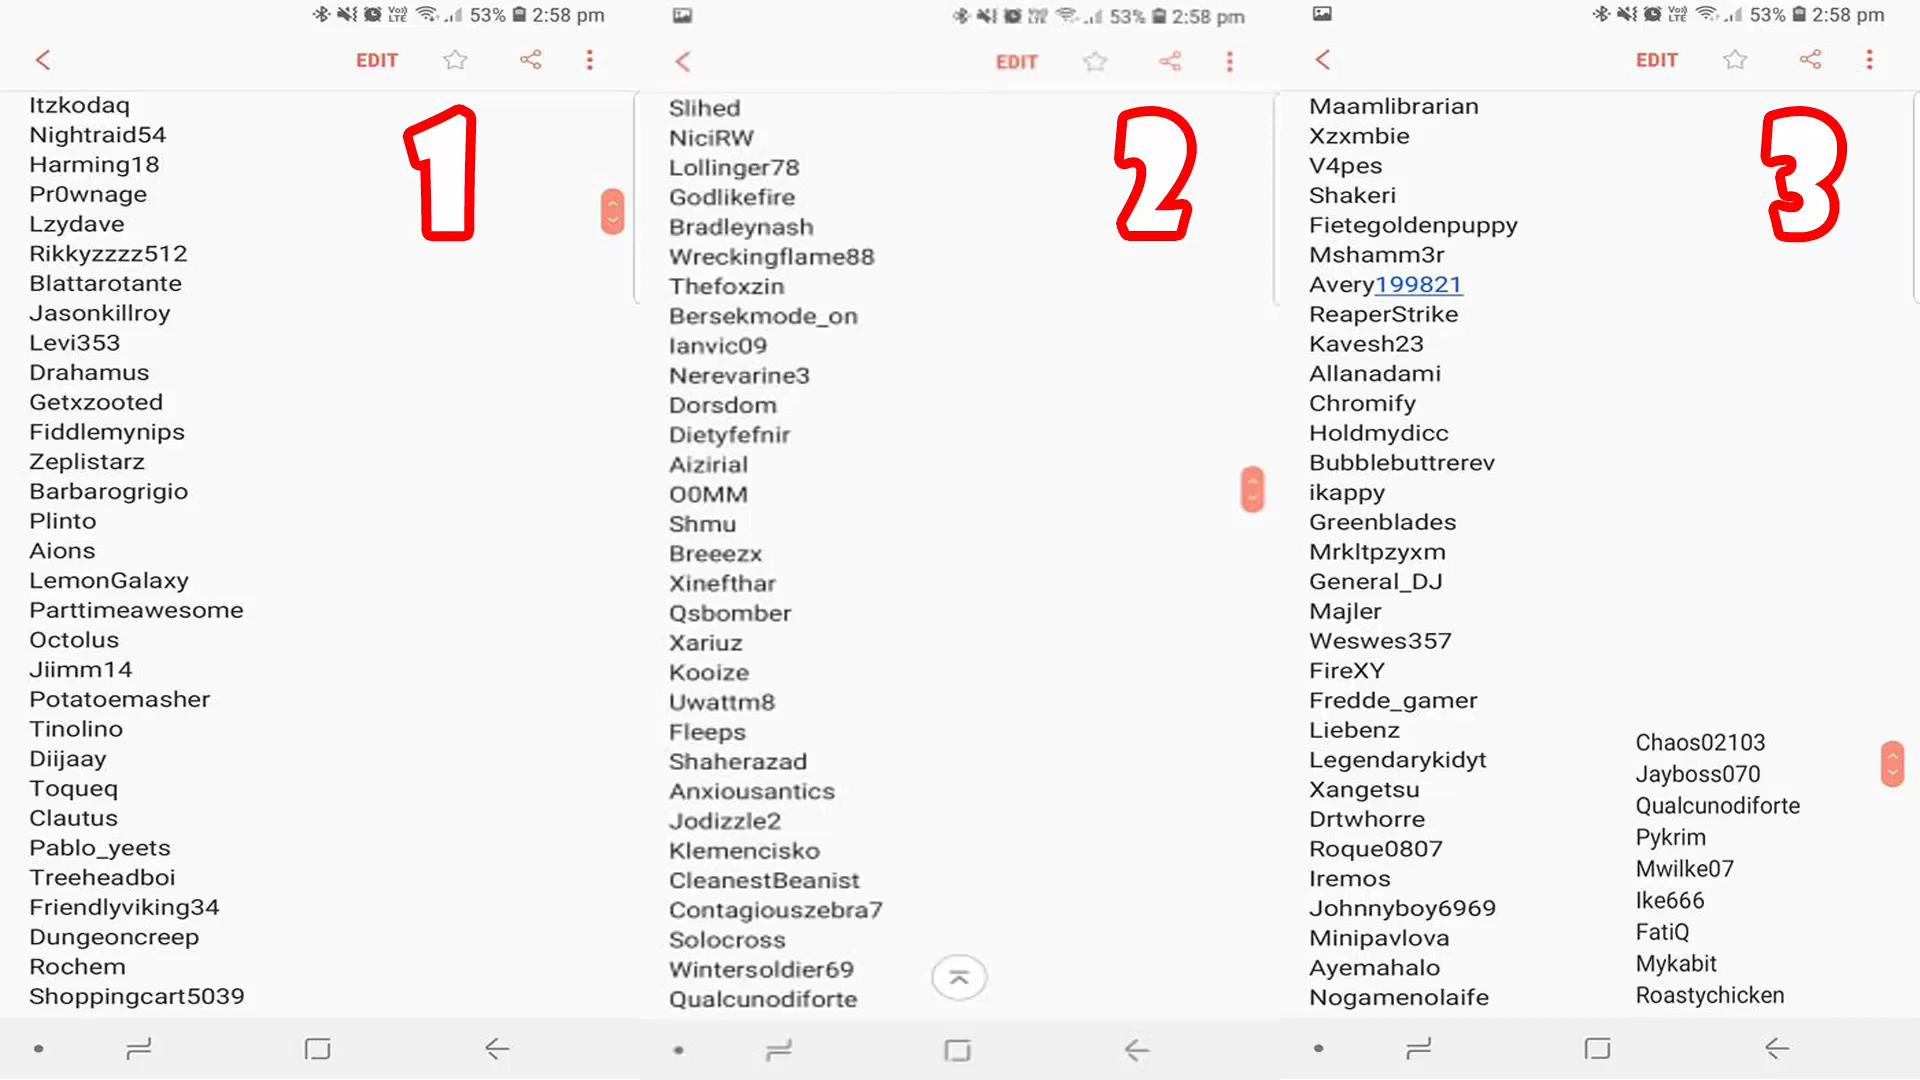 53% 2:58 pm
EDIT
1
Itzkodaq
Nightraid54
Harming18
Pr0wnage
Lzydave
Rikkyzzzz512
Blattarotante
Jasonkillroy
Levi353
Drahamus
Getxzooted
Fiddlemynips
Zeplistarz
Barbarogrigio
Plinto
Aions
LemonGalaxy
Parttimeawesome
Octolus
Jiimm14
Potatoemasher
Tinolino
Diijaay
Toqueq
Clautus
Pablo_yeets
Treeheadboi
Friendlyviking34
Dungeoncreep
Rochem
Shoppingcart5039
53% 2:58 pm
EDIT
2
Slihed
NiciRW
Lollinger78
Godlikefire
Bradleynash
Wreckingflame88
Thefoxzin
Bersekmode_on
Ianvic09
Nerevarine3
Dorsdom
Dietyfefnir
Aizirial
O0MM
Shmu
Breeezx
Xinefthar
Qsbomber
Xariuz
Kooize
Uwattm8
Fleeps
Shaherazad
Anxiousantics
Jodizzle2
Klemencisko
CleanestBeanist
Contagiouszebra7
Solocross
Wintersoldier69
Qualcunodiforte
53% 2:58 pm
EDIT
3
Maamlibrarian
Xzxmbie
V4pes
Shakeri
Fietegoldenpuppy
Mshamm3r
Avery199821
ReaperStrike
Kavesh23
Allanadami
Chromify
Holdmydicc
Bubblebuttrerev
ikappy
Greenblades
Mrkltpzyxm
General_DJ
Majler
Weswes357
FireXY
Fredde_gamer
Liebenz
Legendarykidyt
Xangetsu
Drtwhorre
Roque0807
Iremos
Johnnyboy6969
Minipavlova
Ayemahalo
Nogamenolaife
Chaos02103
Jayboss070
Qualcunodiforte
Pykrim
Mwilke07
Ike666
FatiQ
Mykabit
Roastychicken